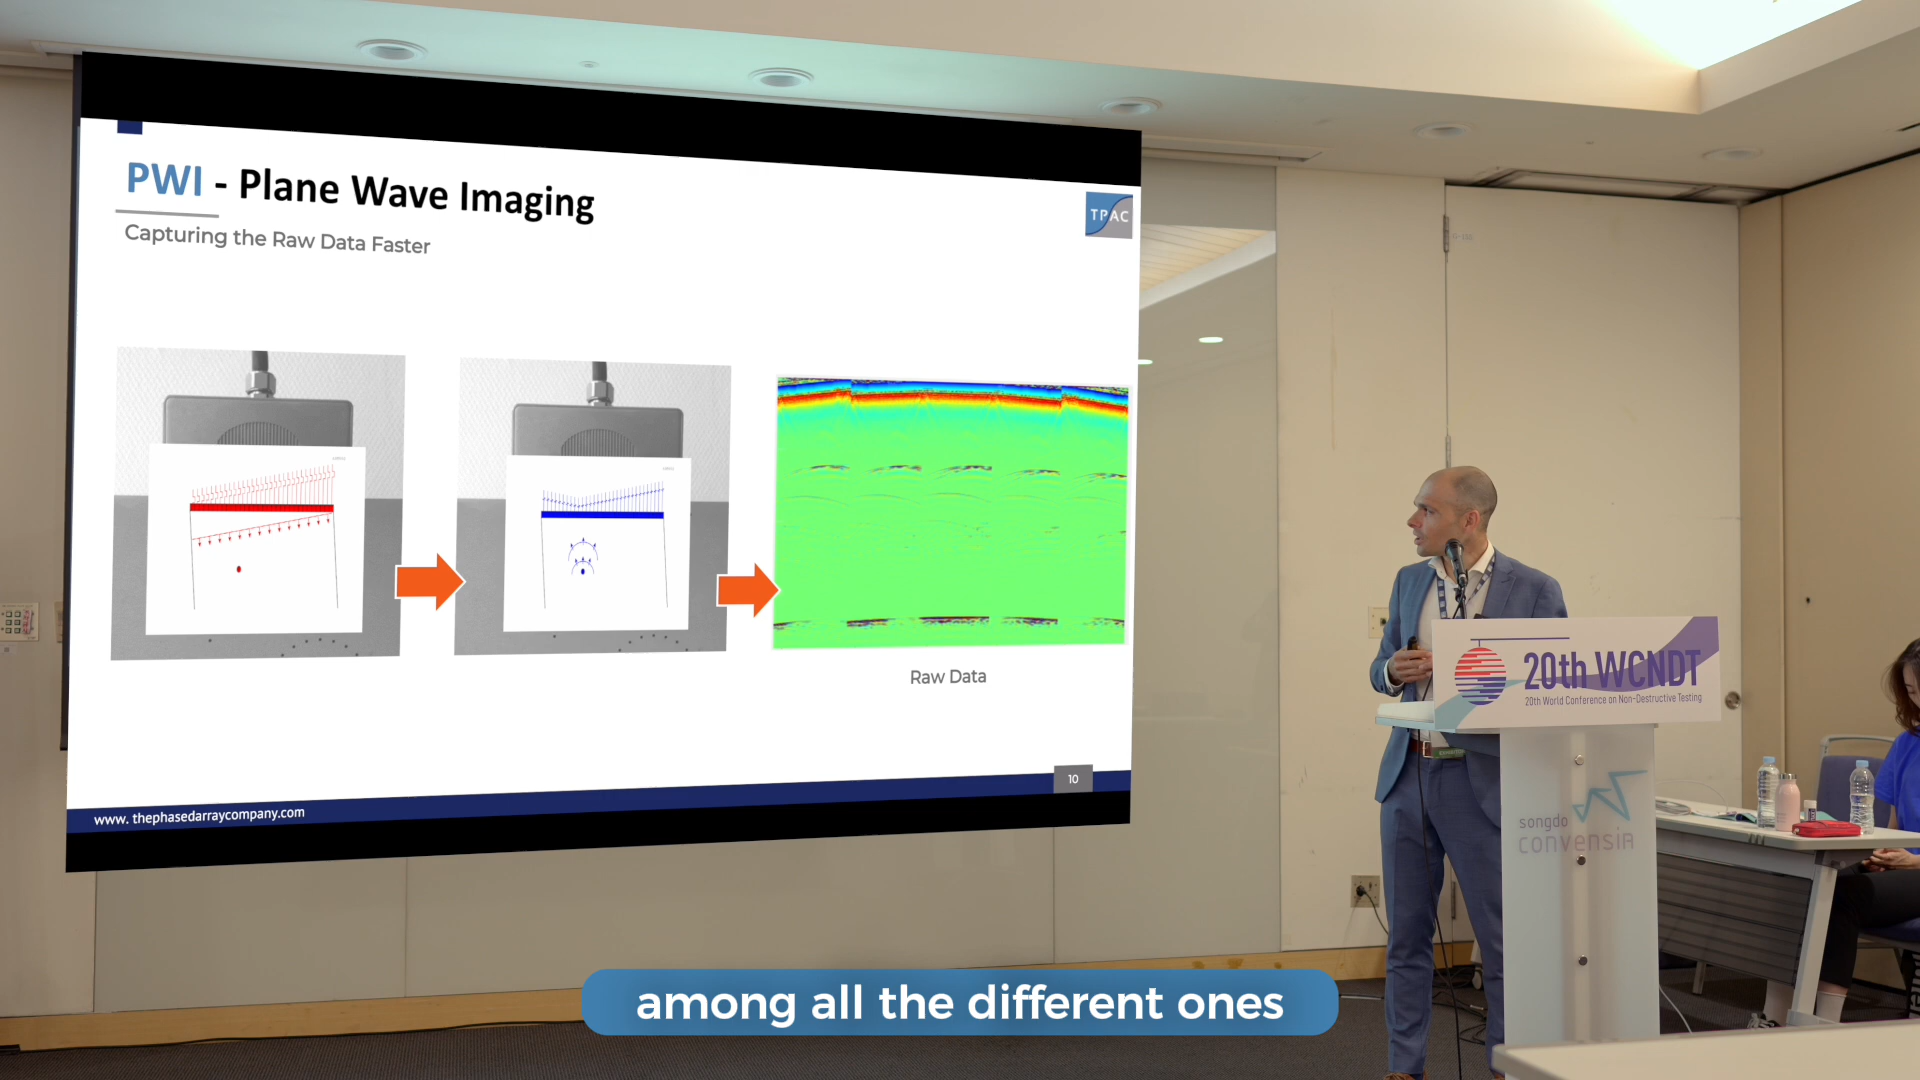 PWI - Plane Wave Imaging
Capturing the Raw Data Faster
TPAC
Raw Data
10
www. thephasedarraycompany.com
20th WCNDT
20th World Conference on Non-Destructive Testing
songdo
convensia
among all the different ones